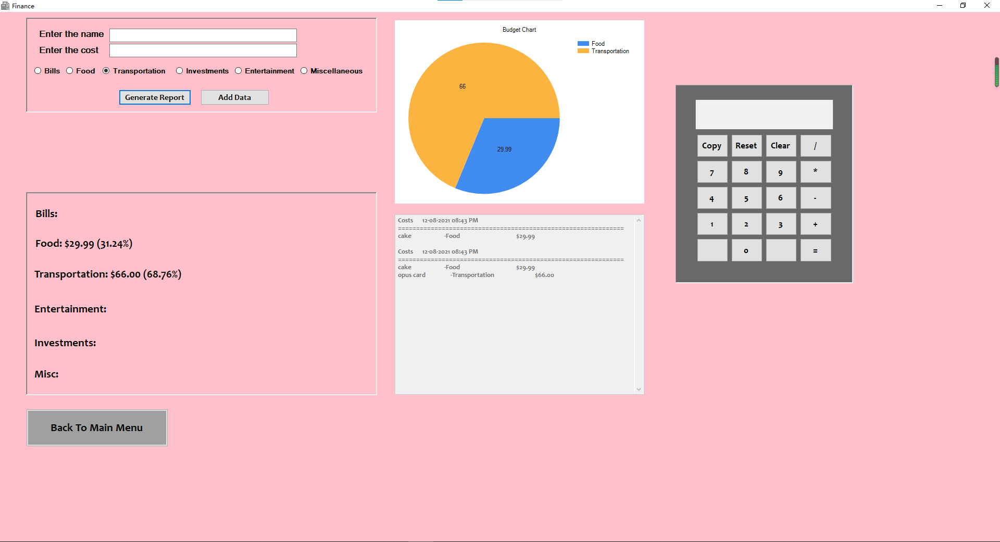 Finance
Enter the name
Enter the cost
Bills Food Transportation Investments Entertainment Miscellaneous
Generate Report Add Data
Bills:
Food: $29.99 (31.24%)
Transportation: $66.00 (68.76%)
Entertainment:
Investments:
Misc:
Back To Main Menu
Budget Chart
Food
Transportation
66
29.99
Costs 12-08-2021 08:43 PM
==============================================================
cake -Food $29.99
Costs 12-08-2021 08:43 PM
==============================================================
cake -Food $29.99
opus card -Transportation $66.00
Copy Reset Clear /
7 8 9 *
4 5 6 -
1 2 3 +
0 =